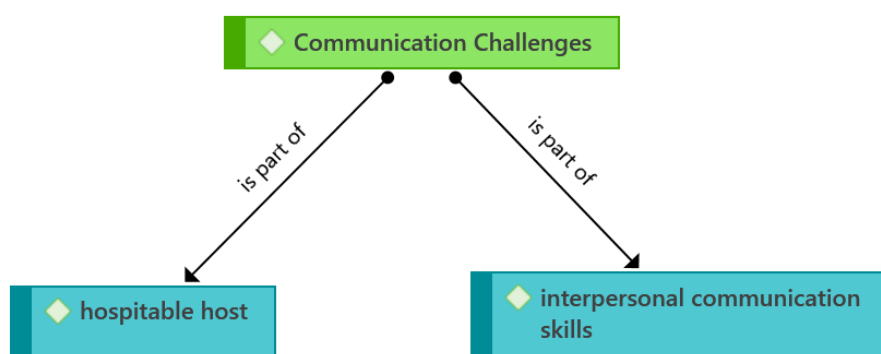 Communication Challenges
is part of
is part of
hospitable host
interpersonal communication
skills